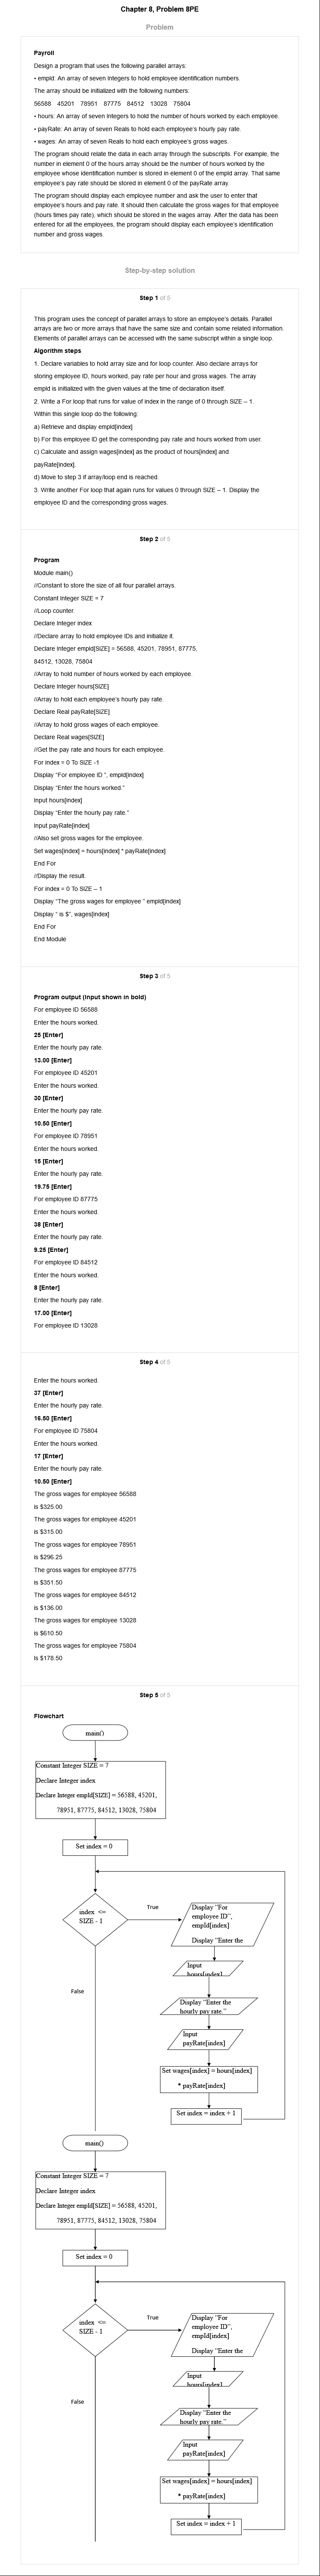 Chapter 8, Problem 8PE
Problem
Payroll
Design a program that uses the following parallel arrays:
• empId: An array of seven Integers to hold employee identification numbers.
The array should be initialized with the following numbers:
56588 45201 78951 87775 84512 13028 75804
• hours: An array of seven Integers to hold the number of hours worked by each employee.
• payRate: An array of seven Reals to hold each employee's hourly pay rate.
• wages: An array of seven Reals to hold each employee's gross wages.
The program should relate the data in each array through the subscripts. For example, the
number in element 0 of the hours array should be the number of hours worked by the
employee whose identification number is stored in element 0 of the empId array. That same
employee's pay rate should be stored in element 0 of the payRate array.
The program should display each employee number and ask the user to enter that
employee's hours and pay rate. It should then calculate the gross wages for that employee
(hours times pay rate), which should be stored in the wages array. After the data has been
entered for all the employees, the program should display each employee's identification
number and gross wages.
Step-by-step solution
Step 1 of 5
This program uses the concept of parallel arrays to store an employee's details. Parallel
arrays are two or more arrays that have the same size and contain some related information.
Elements of parallel arrays can be accessed with the same subscript within a single loop.
Algorithm steps
1. Declare variables to hold array size and for loop counter. Also declare arrays for
storing employee ID, hours worked, pay rate per hour and gross wages. The array
empId is initialized with the given values at the time of declaration itself.
2. Write a For loop that runs for value of index in the range of 0 through SIZE – 1.
Within this single loop do the following:
a) Retrieve and display empId[index]
b) For this employee ID get the corresponding pay rate and hours worked from user.
c) Calculate and assign wages[index] as the product of hours[index] and
payRate[index].
d) Move to step 3 if array/loop end is reached.
3. Write another For loop that again runs for values 0 through SIZE – 1. Display the
employee ID and the corresponding gross wages.
Step 2 of 5
Program
Module main()
//Constant to store the size of all four parallel arrays.
Constant Integer SIZE = 7
//Loop counter.
Declare Integer index
//Declare array to hold employee IDs and initialize it.
Declare Integer empId[SIZE] = 56588, 45201, 78951, 87775,
84512, 13028, 75804
//Array to hold number of hours worked by each employee.
Declare Integer hours[SIZE]
//Array to hold each employee's hourly pay rate.
Declare Real payRate[SIZE]
//Array to hold gross wages of each employee.
Declare Real wages[SIZE]
//Get the pay rate and hours for each employee.
For index = 0 To SIZE -1
Display "For employee ID ", empId[index]
Display "Enter the hours worked."
Input hours[index]
Display "Enter the hourly pay rate."
Input payRate[index]
//Also set gross wages for the employee.
Set wages[index] = hours[index] * payRate[index]
End For
//Display the result.
For index = 0 To SIZE – 1
Display "The gross wages for employee " empId[index]
Display " is $", wages[index]
End For
End Module
Step 3 of 5
Program output (Input shown in bold)
For employee ID 56588
Enter the hours worked.
25 [Enter]
Enter the hourly pay rate.
13.00 [Enter]
For employee ID 45201
Enter the hours worked.
30 [Enter]
Enter the hourly pay rate.
10.50 [Enter]
For employee ID 78951
Enter the hours worked.
15 [Enter]
Enter the hourly pay rate.
19.75 [Enter]
For employee ID 87775
Enter the hours worked.
38 [Enter]
Enter the hourly pay rate.
9.25 [Enter]
For employee ID 84512
Enter the hours worked.
8 [Enter]
Enter the hourly pay rate.
17.00 [Enter]
For employee ID 13028
Step 4 of 5
Enter the hours worked.
37 [Enter]
Enter the hourly pay rate.
16.50 [Enter]
For employee ID 75804
Enter the hours worked.
17 [Enter]
Enter the hourly pay rate.
10.50 [Enter]
The gross wages for employee 56588
is $325.00
The gross wages for employee 45201
is $315.00
The gross wages for employee 78951
is $296.25
The gross wages for employee 87775
is $351.50
The gross wages for employee 84512
is $136.00
The gross wages for employee 13028
is $610.50
The gross wages for employee 75804
is $178.50
Step 5 of 5
Flowchart
main()
Constant Integer SIZE = 7
Declare Integer index
Declare Integer empId[SIZE] = 56588, 45201,
78951, 87775, 84512, 13028, 75804
Set index = 0
index <=
SIZE - 1
True
Display "For
employee ID",
empId[index]
Display "Enter the
Input
hours[index]
False
Display "Enter the
hourly pay rate."
Input
payRate[index]
Set wages[index] = hours[index]
* payRate[index]
Set index = index + 1
main()
Constant Integer SIZE = 7
Declare Integer index
Declare Integer empId[SIZE] = 56588, 45201,
78951, 87775, 84512, 13028, 75804
Set index = 0
index <=
SIZE - 1
True
Display "For
employee ID",
empId[index]
Display "Enter the
Input
hours[index]
False
Display "Enter the
hourly pay rate."
Input
payRate[index]
Set wages[index] = hours[index]
* payRate[index]
Set index = index + 1